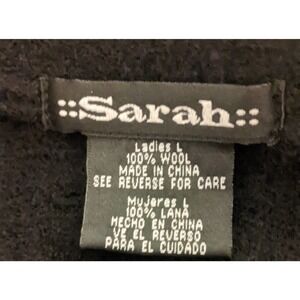 ::Sarah::
Ladies L
100% WOOL
MADE IN CHINA
SEE REVERSE FOR CARE
Mujeres L
100% LANA
HECHO EN CHINA
VE EL REVERSO
PARA EL CUIDADO